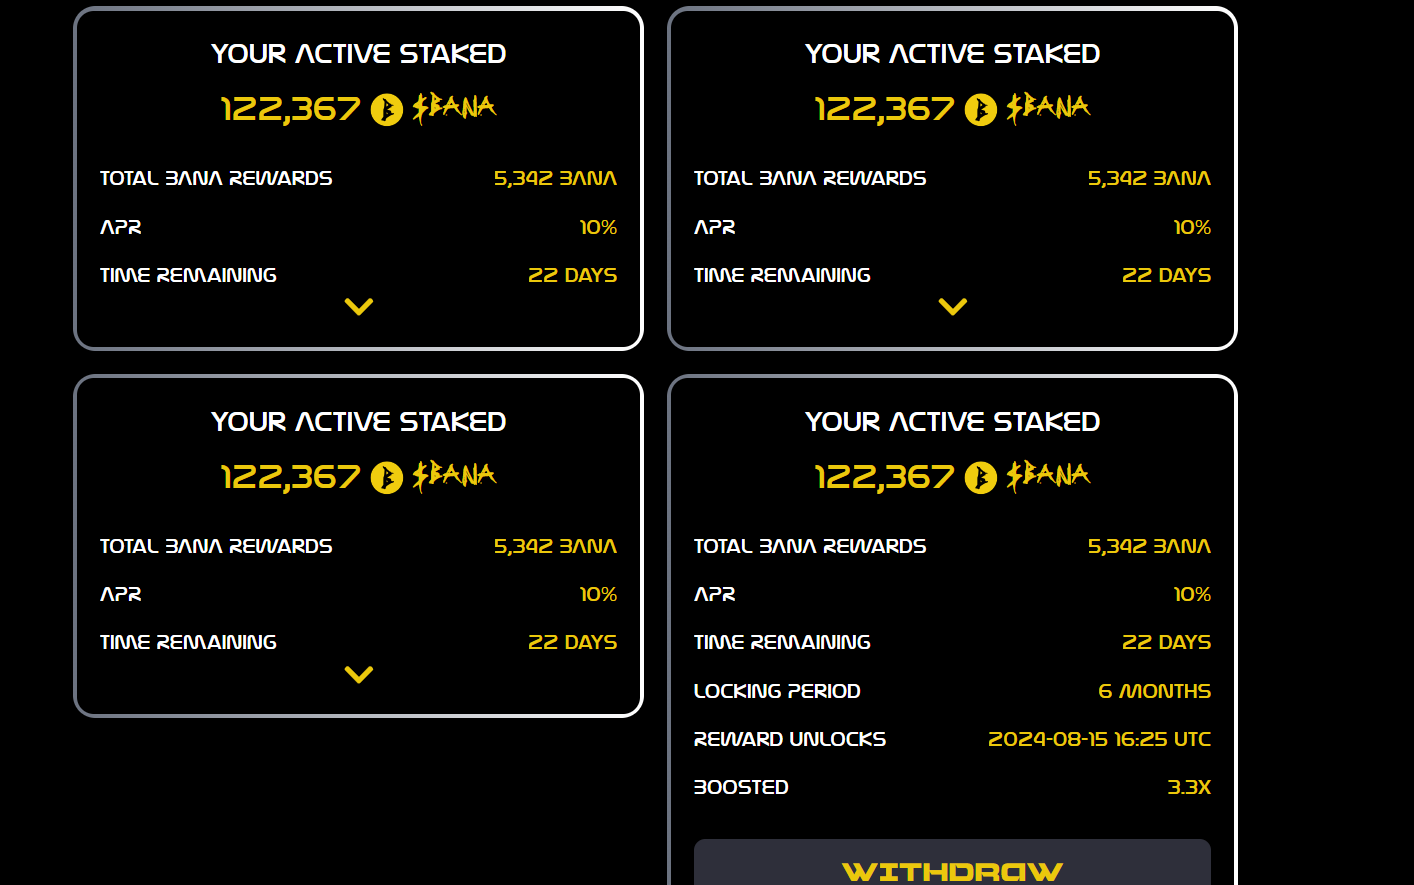 YOUR ACTIVE STAKED
122,367 $BANA
TOTAL BANA REWARDS 5,342 BANA
APR 10%
TIME REMAINING 22 DAYS
YOUR ACTIVE STAKED
122,367 $BANA
TOTAL BANA REWARDS 5,342 BANA
APR 10%
TIME REMAINING 22 DAYS
YOUR ACTIVE STAKED
122,367 $BANA
TOTAL BANA REWARDS 5,342 BANA
APR 10%
TIME REMAINING 22 DAYS
YOUR ACTIVE STAKED
122,367 $BANA
TOTAL BANA REWARDS 5,342 BANA
APR 10%
TIME REMAINING 22 DAYS
LOCKING PERIOD 6 MONTHS
REWARD UNLOCKS 2024-08-15 16:25 UTC
BOOSTED 3.3X
WITHDRAW